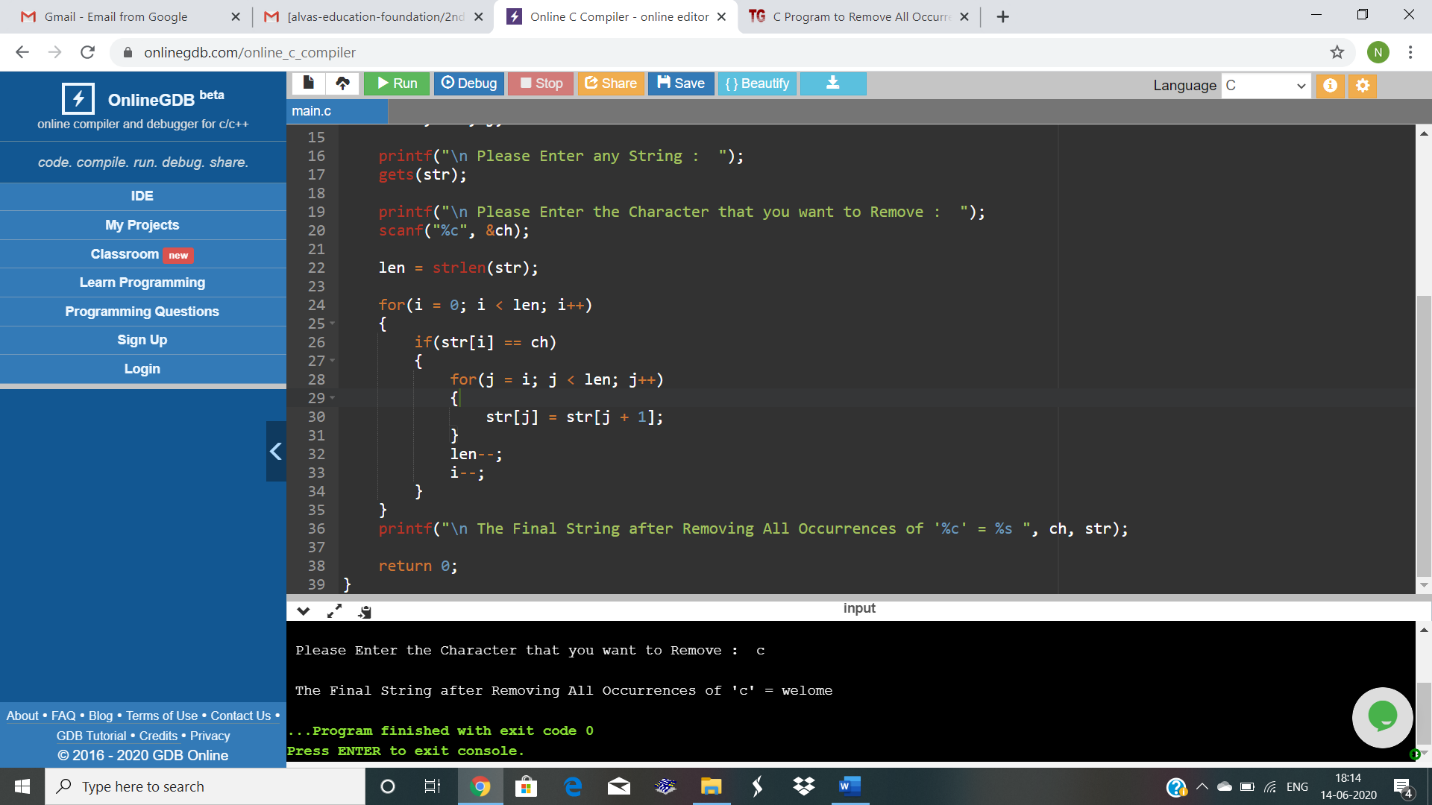 Gmail - Email from Google
[alvas-education-foundation/2nd
Online C Compiler - online editor
TG C Program to Remove All Occurr
onlinegdb.com/online_c_compiler
N
OnlineGDB beta
online compiler and debugger for c/c++
code. compile. run. debug. share.
IDE
My Projects
Classroom new
Learn Programming
Programming Questions
Sign Up
Login
About • FAQ • Blog • Terms of Use • Contact Us •
GDB Tutorial • Credits • Privacy
© 2016 - 2020 GDB Online
Run Debug Stop Share Save { } Beautify
Language C
main.c
15
16 printf("\n Please Enter any String :  ");
17 gets(str);
18
19 printf("\n Please Enter the Character that you want to Remove :  ");
20 scanf("%c", &ch);
21
22 len = strlen(str);
23
24 for(i = 0; i < len; i++)
25 {
26 if(str[i] == ch)
27 {
28 for(j = i; j < len; j++)
29 {
30 str[j] = str[j + 1];
31 }
32 len--;
33 i--;
34 }
35 }
36 printf("\n The Final String after Removing All Occurrences of '%c' = %s ", ch, str);
37
38 return 0;
39 }
input
Please Enter the Character that you want to Remove :  c
The Final String after Removing All Occurrences of 'c' = welome
...Program finished with exit code 0
Press ENTER to exit console.
Type here to search
ENG
18:14
14-06-2020
4